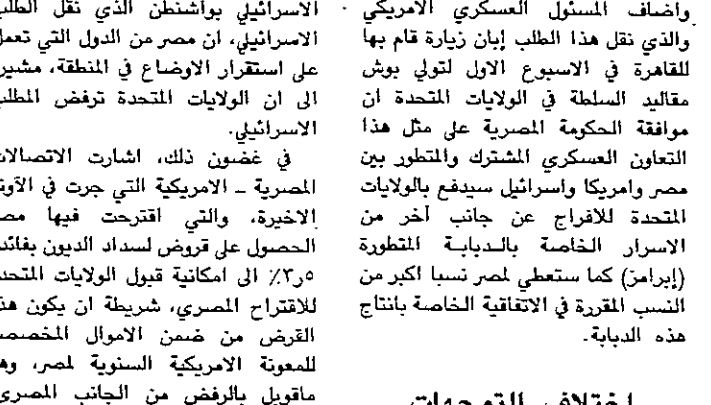 واضاف المسئول العسكري الامريكي
والذي نقل هذا الطلب إبان زيارة قام بها
للقاهرة في الاسبوع الاول لتولي بوش
مقاليد السلطة في الولايات المتحدة ان
موافقة الحكومة المصرية على مثل هذا
التعاون العسكري المشترك والمتطور بين
مصر وامريكا واسرائيل سيدفع بالولايات
المتحدة للافراج عن جانب آخر من
الاسرار الخاصة بالدبابة المتطورة
(إبرامز) كما ستعطي لمصر نسبا اكبر من
النسب المقررة في الاتفاقية الخاصة بانتاج
هذه الدبابة.
اختلاف التوجهات
الاسرائيلي بواشنطن الذي نقل الطلب
الاسرائيلي، ان مصر من الدول التي تعمل
على استقرار الاوضاع في المنطقة، مشير
الى ان الولايات المتحدة ترفض المطلب
الاسرائيلي.
في غضون ذلك، اشارت الاتصالات
المصرية - الامريكية التي جرت في الآونة
الاخيرة، والتي اقترحت فيها مصر
الحصول على قروض لسداد الديون بفائدة
٣٫٥٪ الى امكانية قبول الولايات المتحدة
للاقتراح المصري، شريطة ان يكون هذا
القرض من ضمن الاموال المخصصة
للمعونة الامريكية السنوية لمصر، وهو
ماقوبل بالرفض من الجانب المصري